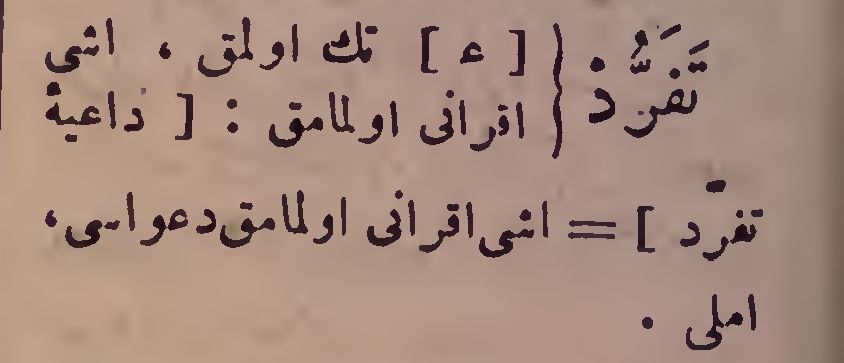 تَفَرُّدْ } [ ع ] تك اولمق ، اشی
اقرانی اولمامق : [ داعیهٔ
تفرّد ] = اشی اقرانی اولمامق دعواسی،
املی .